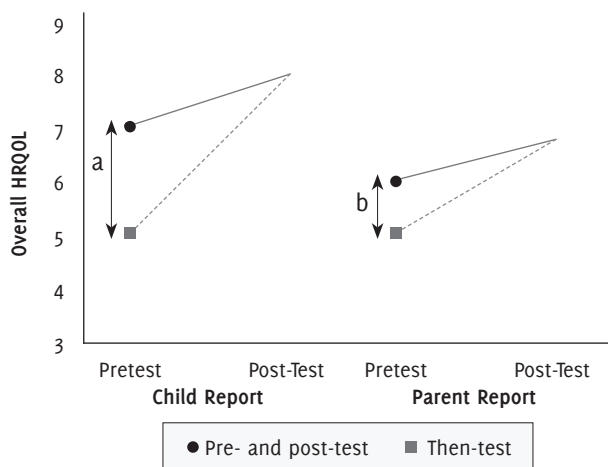 9
8
7
6
5
4
3
Overall HRQOL
a
b
Pretest Post-Test Pretest Post-Test
Child Report Parent Report
Pre- and post-test Then-test